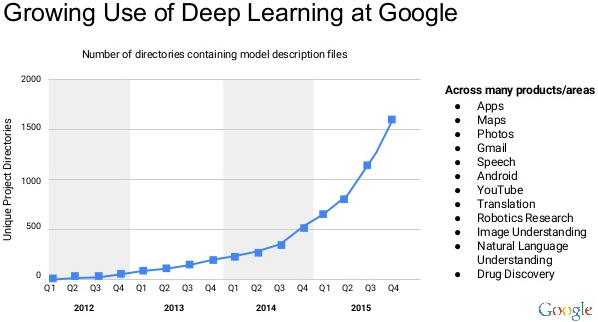 Growing Use of Deep Learning at Google
Number of directories containing model description files
Unique Project Directories
2000
1500
1000
500
0
Q1 Q2 Q3 Q4 Q1 Q2 Q3 Q4 Q1 Q2 Q3 Q4 Q1 Q2 Q3 Q4
2012 2013 2014 2015
Across many products/areas
● Apps
● Maps
● Photos
● Gmail
● Speech
● Android
● YouTube
● Translation
● Robotics Research
● Image Understanding
● Natural Language
Understanding
● Drug Discovery
Google